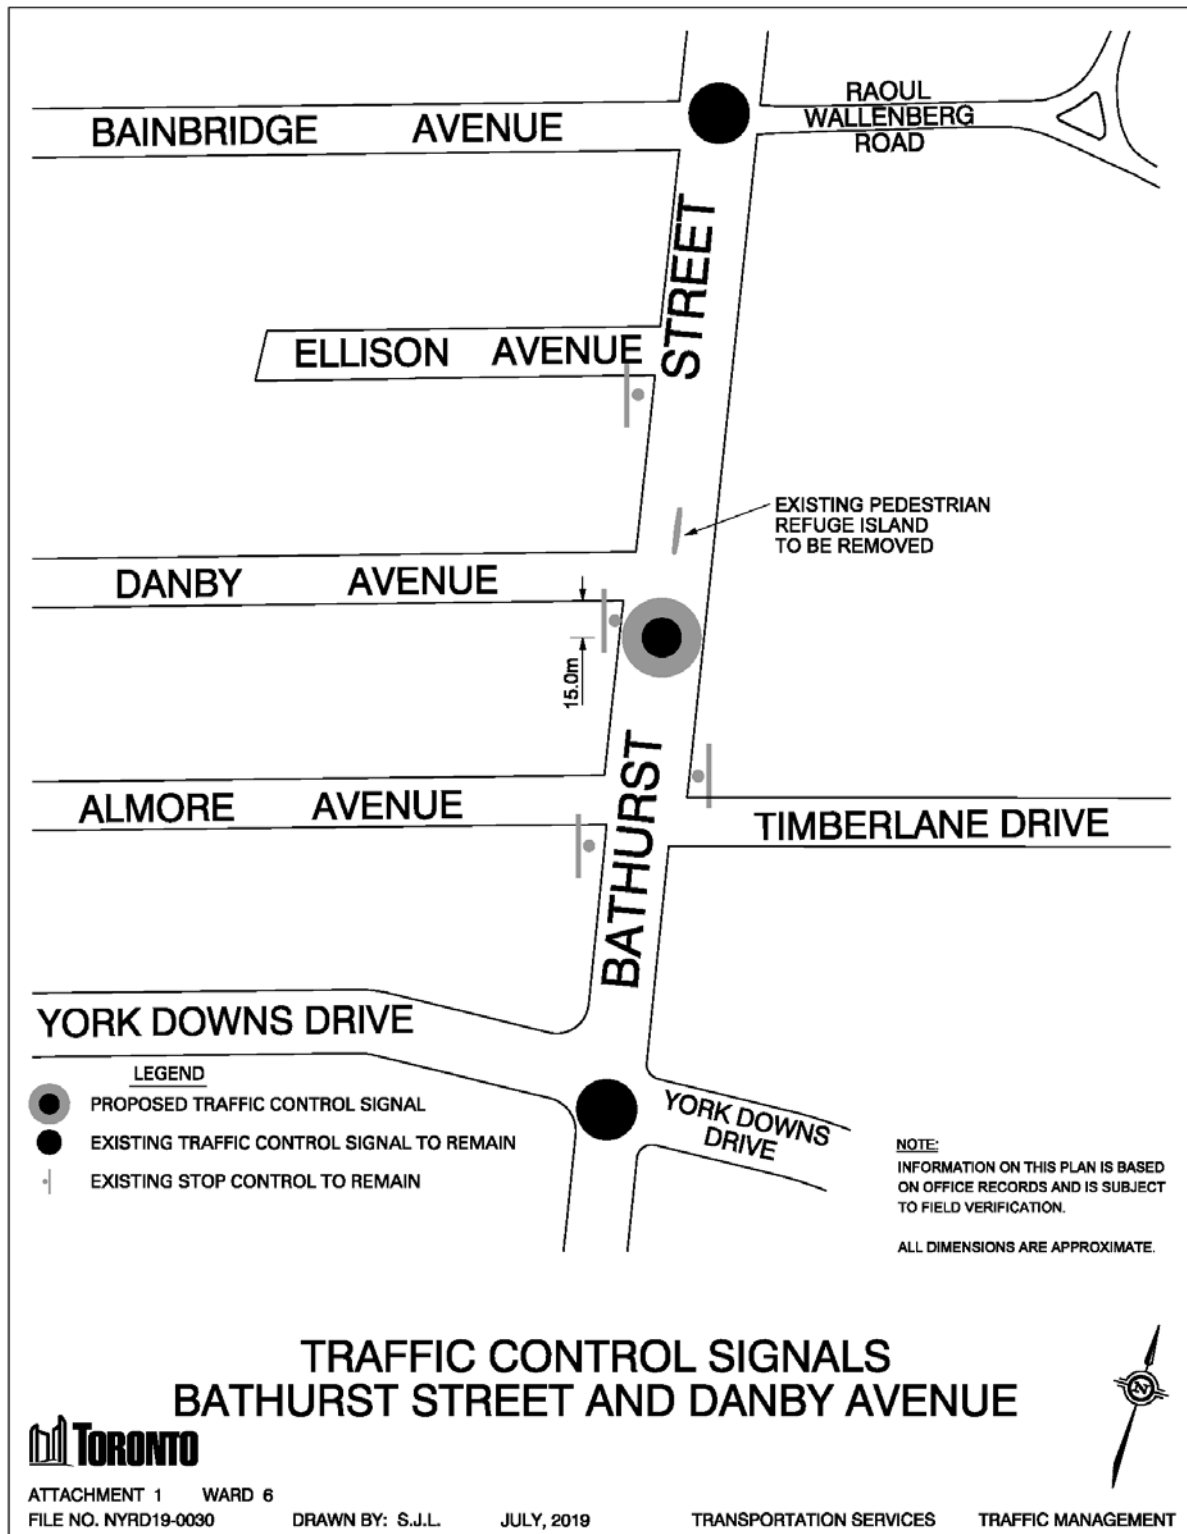 RAOUL
WALLENBERG
ROAD
BAINBRIDGE AVENUE
STREET
ELLISON AVENUE
EXISTING PEDESTRIAN
REFUGE ISLAND
TO BE REMOVED
DANBY AVENUE
15.0m
BATHURST
ALMORE AVENUE
TIMBERLANE DRIVE
YORK DOWNS DRIVE
YORK DOWNS
DRIVE
LEGEND
PROPOSED TRAFFIC CONTROL SIGNAL
EXISTING TRAFFIC CONTROL SIGNAL TO REMAIN
EXISTING STOP CONTROL TO REMAIN
NOTE:
INFORMATION ON THIS PLAN IS BASED
ON OFFICE RECORDS AND IS SUBJECT
TO FIELD VERIFICATION.
ALL DIMENSIONS ARE APPROXIMATE.
TRAFFIC CONTROL SIGNALS
BATHURST STREET AND DANBY AVENUE
N
TORONTO
ATTACHMENT 1 WARD 6
FILE NO. NYRD19-0030 DRAWN BY: S.J.L. JULY, 2019 TRANSPORTATION SERVICES TRAFFIC MANAGEMENT